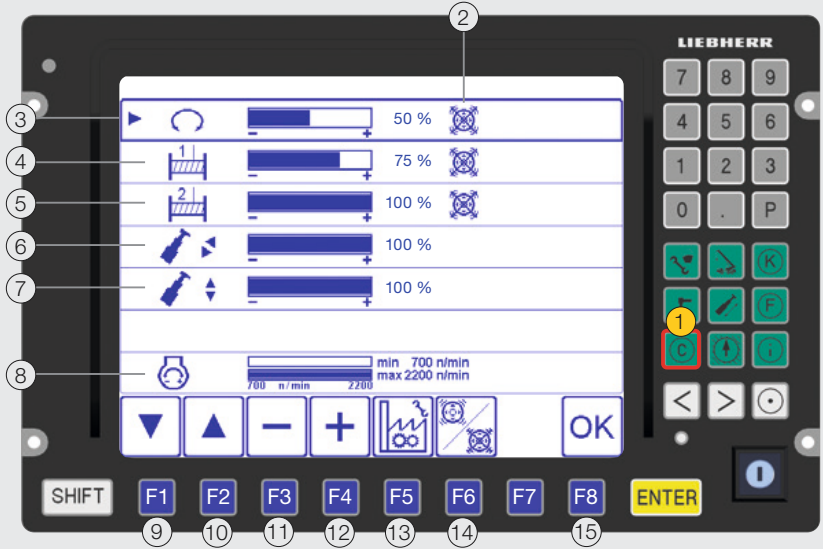 2
LIEBHERR
7 8 9
3
50 %
- +
4 5 6
4
1
75 %
- +
1 2 3
5
2
100 %
- +
0 . P
6
100 %
- +
K
7
100 %
- +
F
1
C i
8
min 700 n/min
max 2200 n/min
700 n/min 2200
< >
− + OK
SHIFT F1 F2 F3 F4 F5 F6 F7 F8 ENTER
9 10 11 12 13 14 15